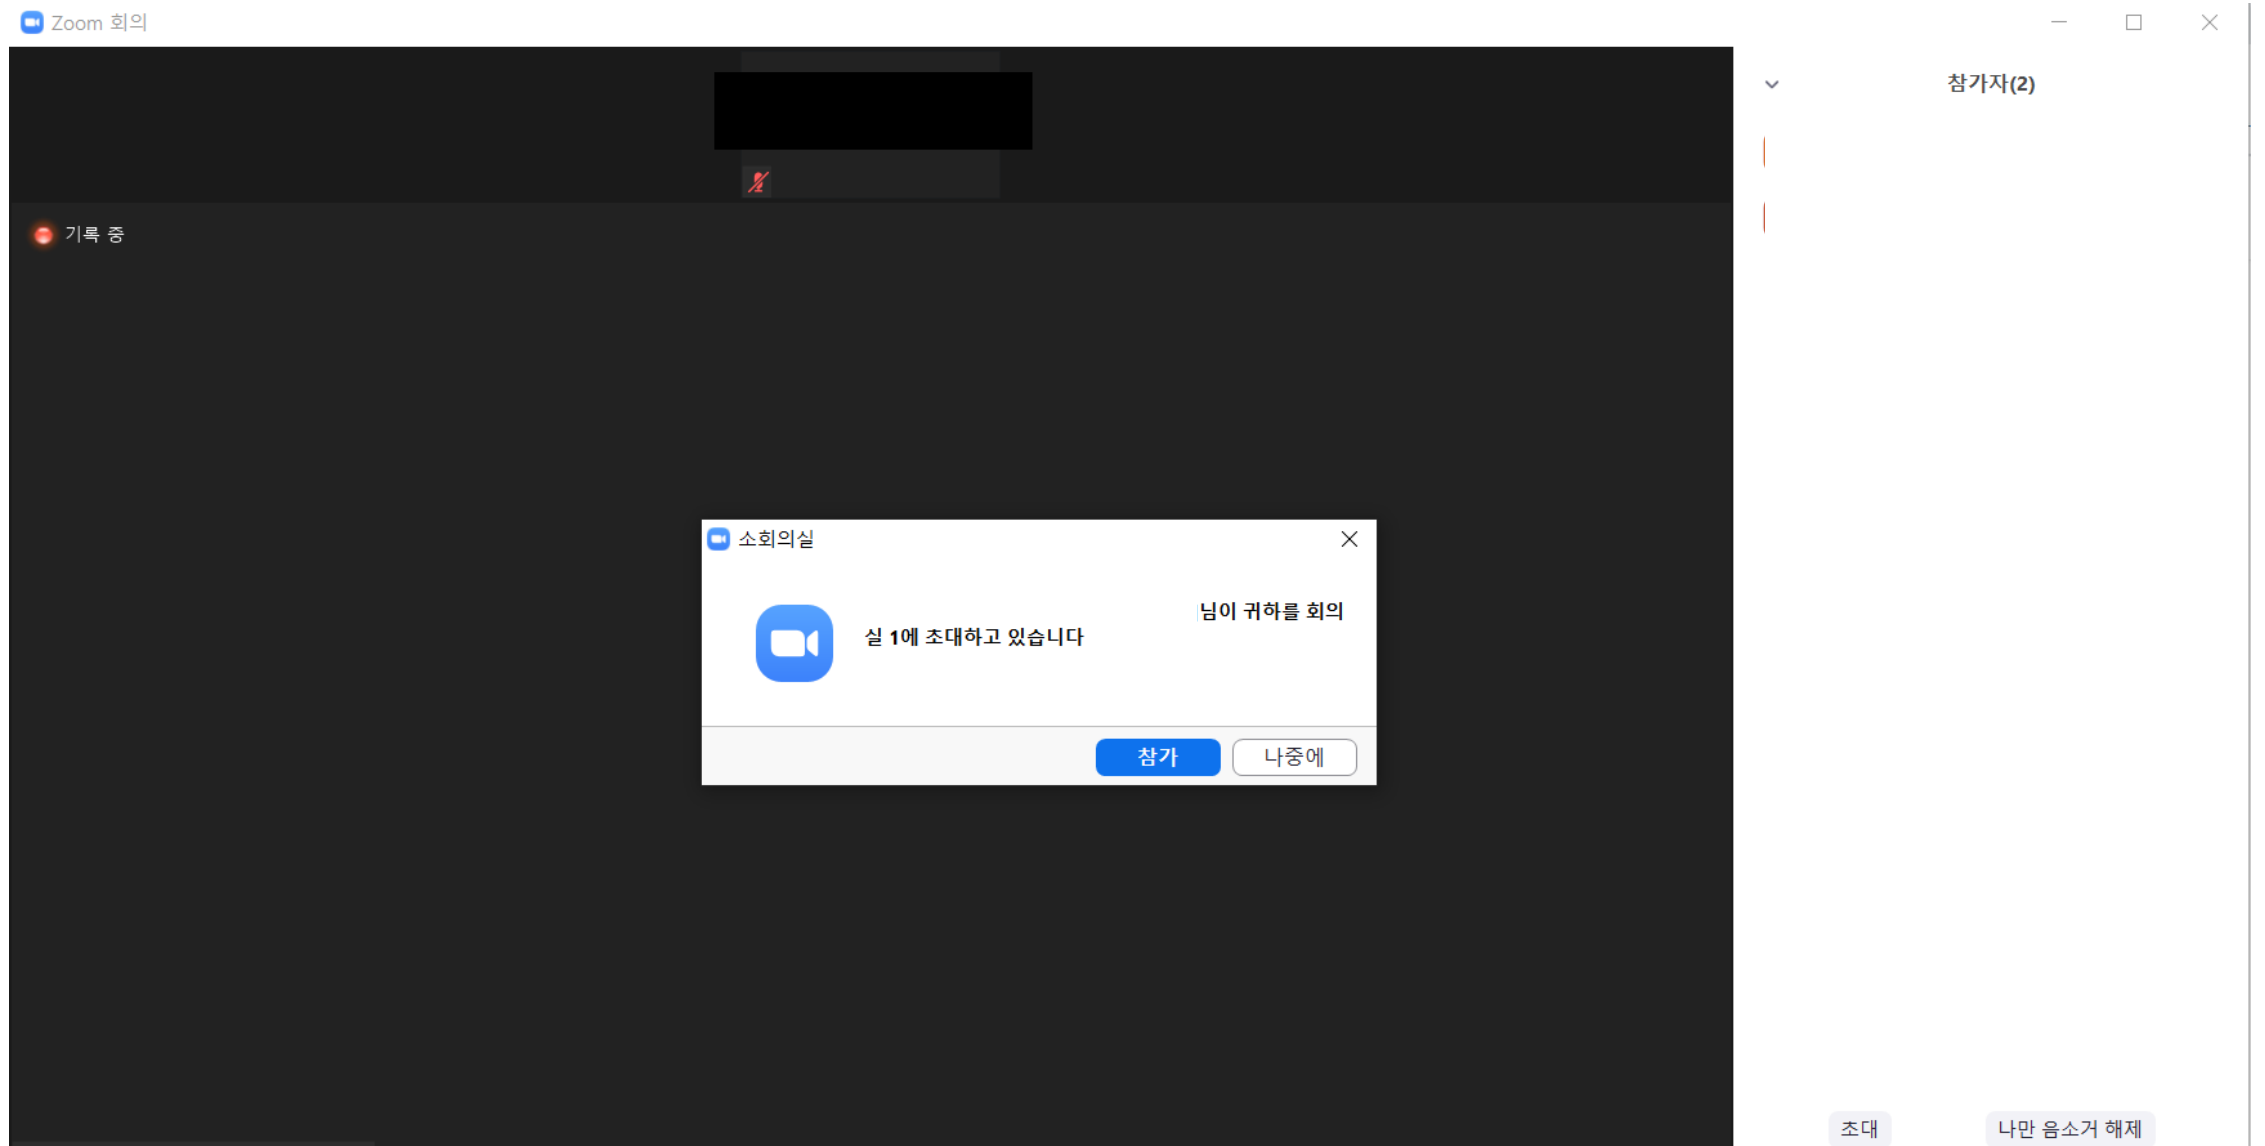 Zoom 회의
참가자(2)
기록 중
소회의실
님이 귀하를 회의
실 1에 초대하고 있습니다
참가
나중에
초대
나만 음소거 해제